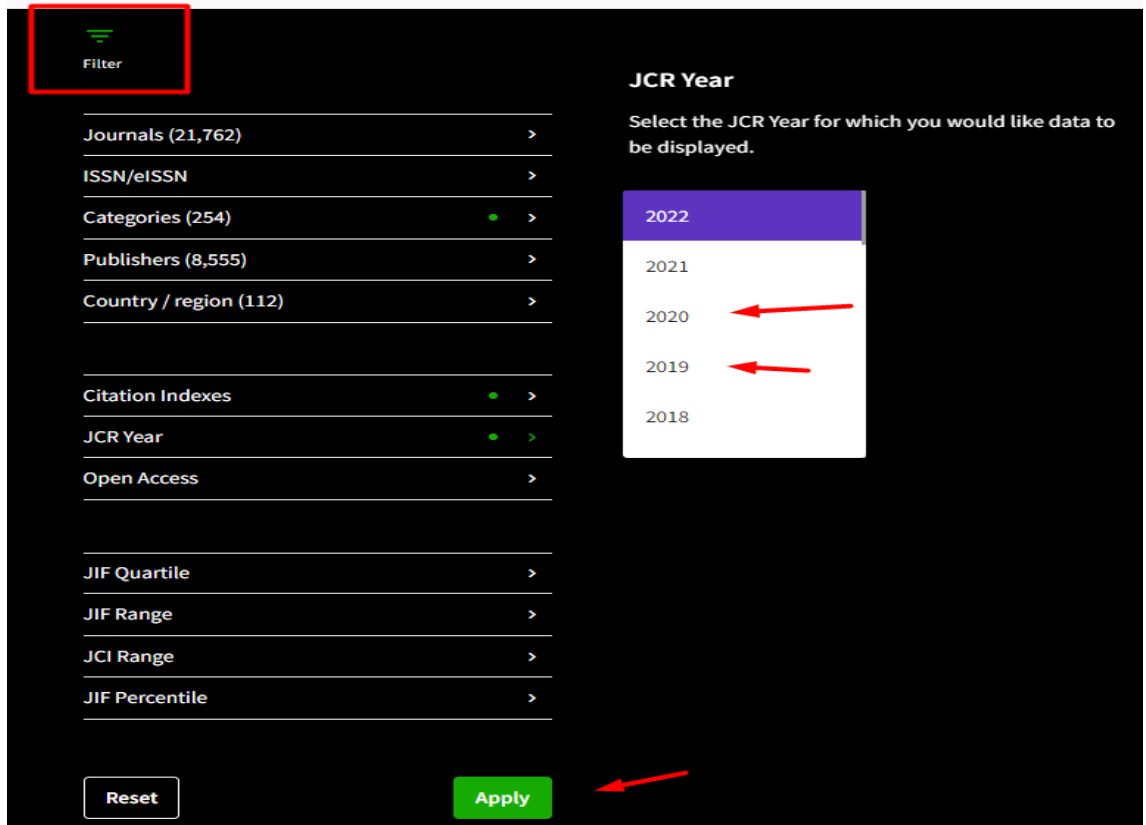 Filter
Journals (21,762)
ISSN/eISSN
Categories (254)
Publishers (8,555)
Country / region (112)
Citation Indexes
JCR Year
Open Access
JIF Quartile
JIF Range
JCI Range
JIF Percentile
Reset
Apply
JCR Year
Select the JCR Year for which you would like data to
be displayed.
2022
2021
2020
2019
2018